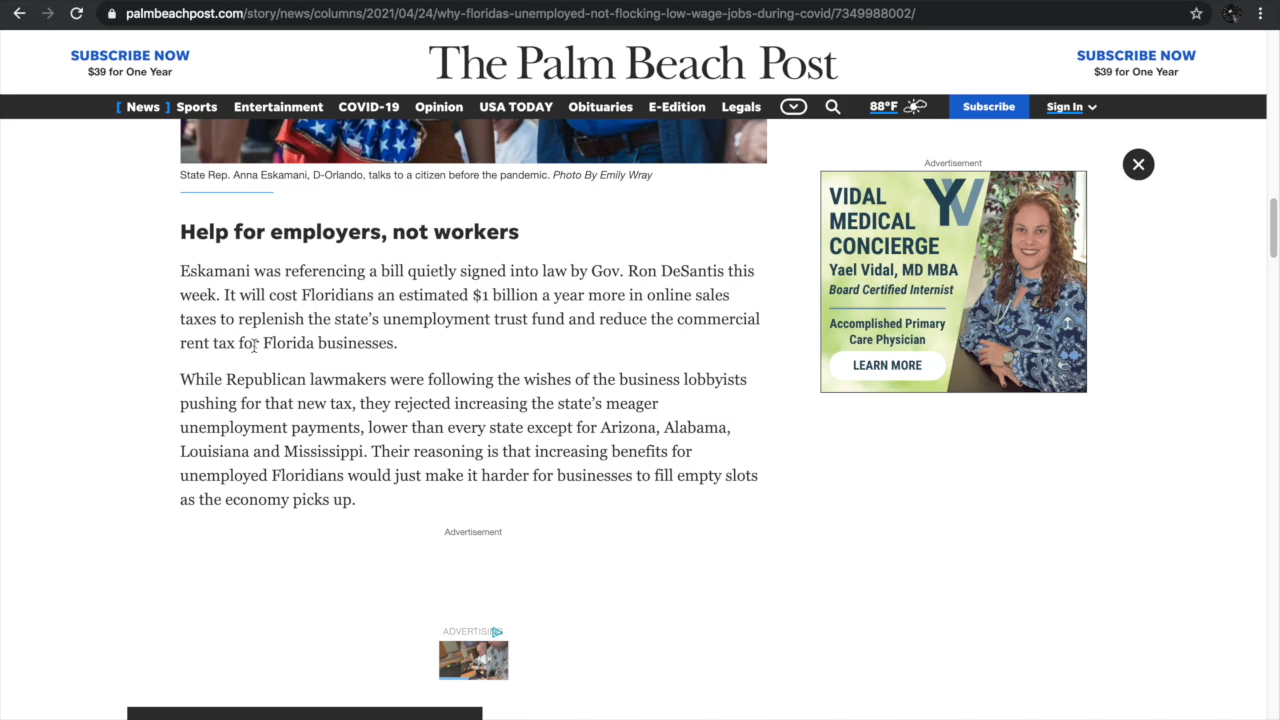 palmbeachpost.com/story/news/columns/2021/04/24/why-floridas-unemployed-not-flocking-low-wage-jobs-during-covid/7349988002/
SUBSCRIBE NOW
$39 for One Year
The Palm Beach Post
SUBSCRIBE NOW
$39 for One Year
[ News ] Sports Entertainment COVID-19 Opinion USA TODAY Obituaries E-Edition Legals 88°F Subscribe Sign In
State Rep. Anna Eskamani, D-Orlando, talks to a citizen before the pandemic. Photo By Emily Wray
Help for employers, not workers
Eskamani was referencing a bill quietly signed into law by Gov. Ron DeSantis this
week. It will cost Floridians an estimated $1 billion a year more in online sales
taxes to replenish the state’s unemployment trust fund and reduce the commercial
rent tax for Florida businesses.
While Republican lawmakers were following the wishes of the business lobbyists
pushing for that new tax, they rejected increasing the state’s meager
unemployment payments, lower than every state except for Arizona, Alabama,
Louisiana and Mississippi. Their reasoning is that increasing benefits for
unemployed Floridians would just make it harder for businesses to fill empty slots
as the economy picks up.
Advertisement
ADVERTISING
Advertisement
VIDAL
MEDICAL
CONCIERGE
YV
Yael Vidal, MD MBA
Board Certified Internist
Accomplished Primary
Care Physician
LEARN MORE